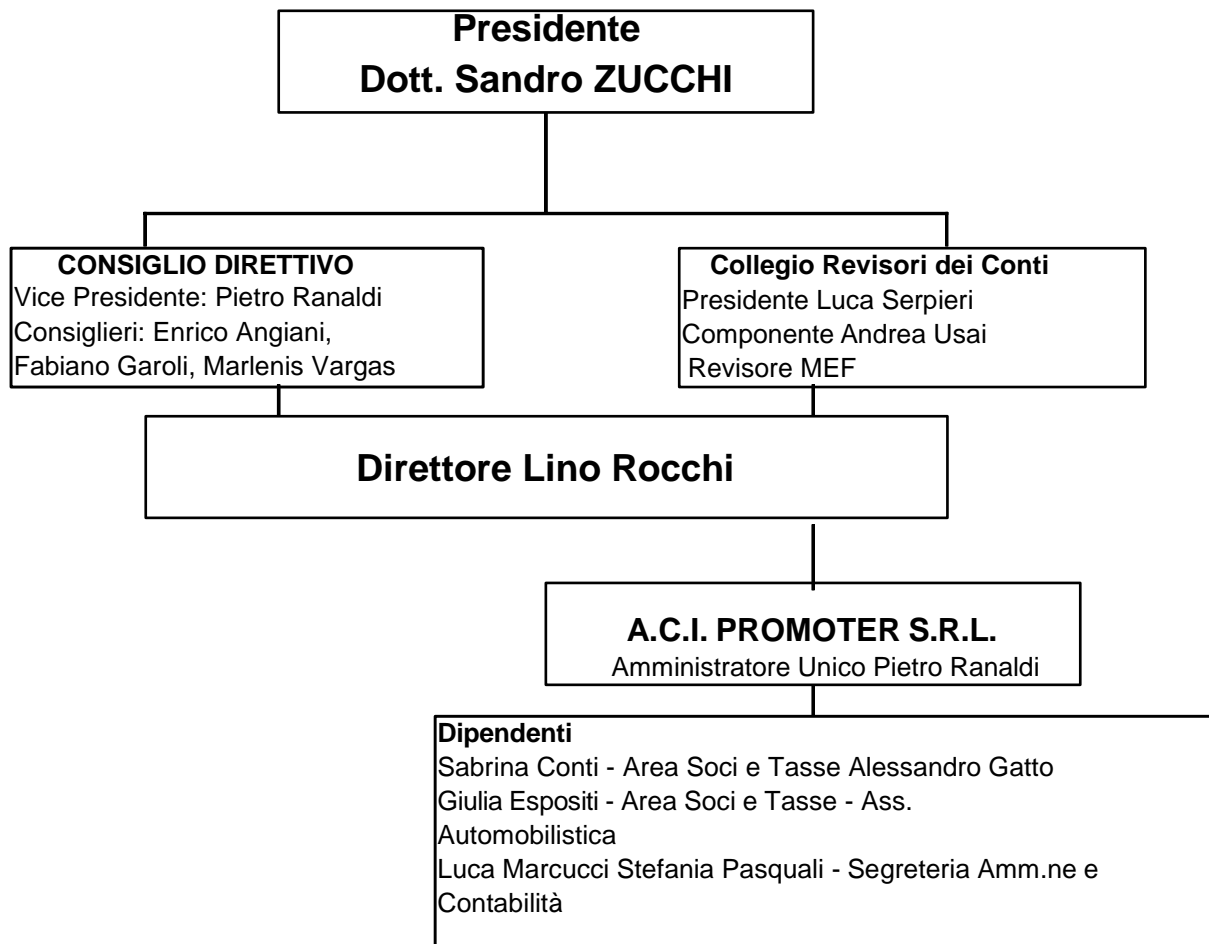 Presidente
Dott. Sandro ZUCCHI
CONSIGLIO DIRETTIVO
Vice Presidente: Pietro Ranaldi
Consiglieri: Enrico Angiani,
Fabiano Garoli, Marlenis Vargas
Collegio Revisori dei Conti
Presidente Luca Serpieri
Componente Andrea Usai
Revisore MEF
Direttore Lino Rocchi
A.C.I. PROMOTER S.R.L.
Amministratore Unico Pietro Ranaldi
Dipendenti
Sabrina Conti - Area Soci e Tasse Alessandro Gatto
Giulia Espositi - Area Soci e Tasse - Ass.
Automobilistica
Luca Marcucci Stefania Pasquali - Segreteria Amm.ne e
Contabilità